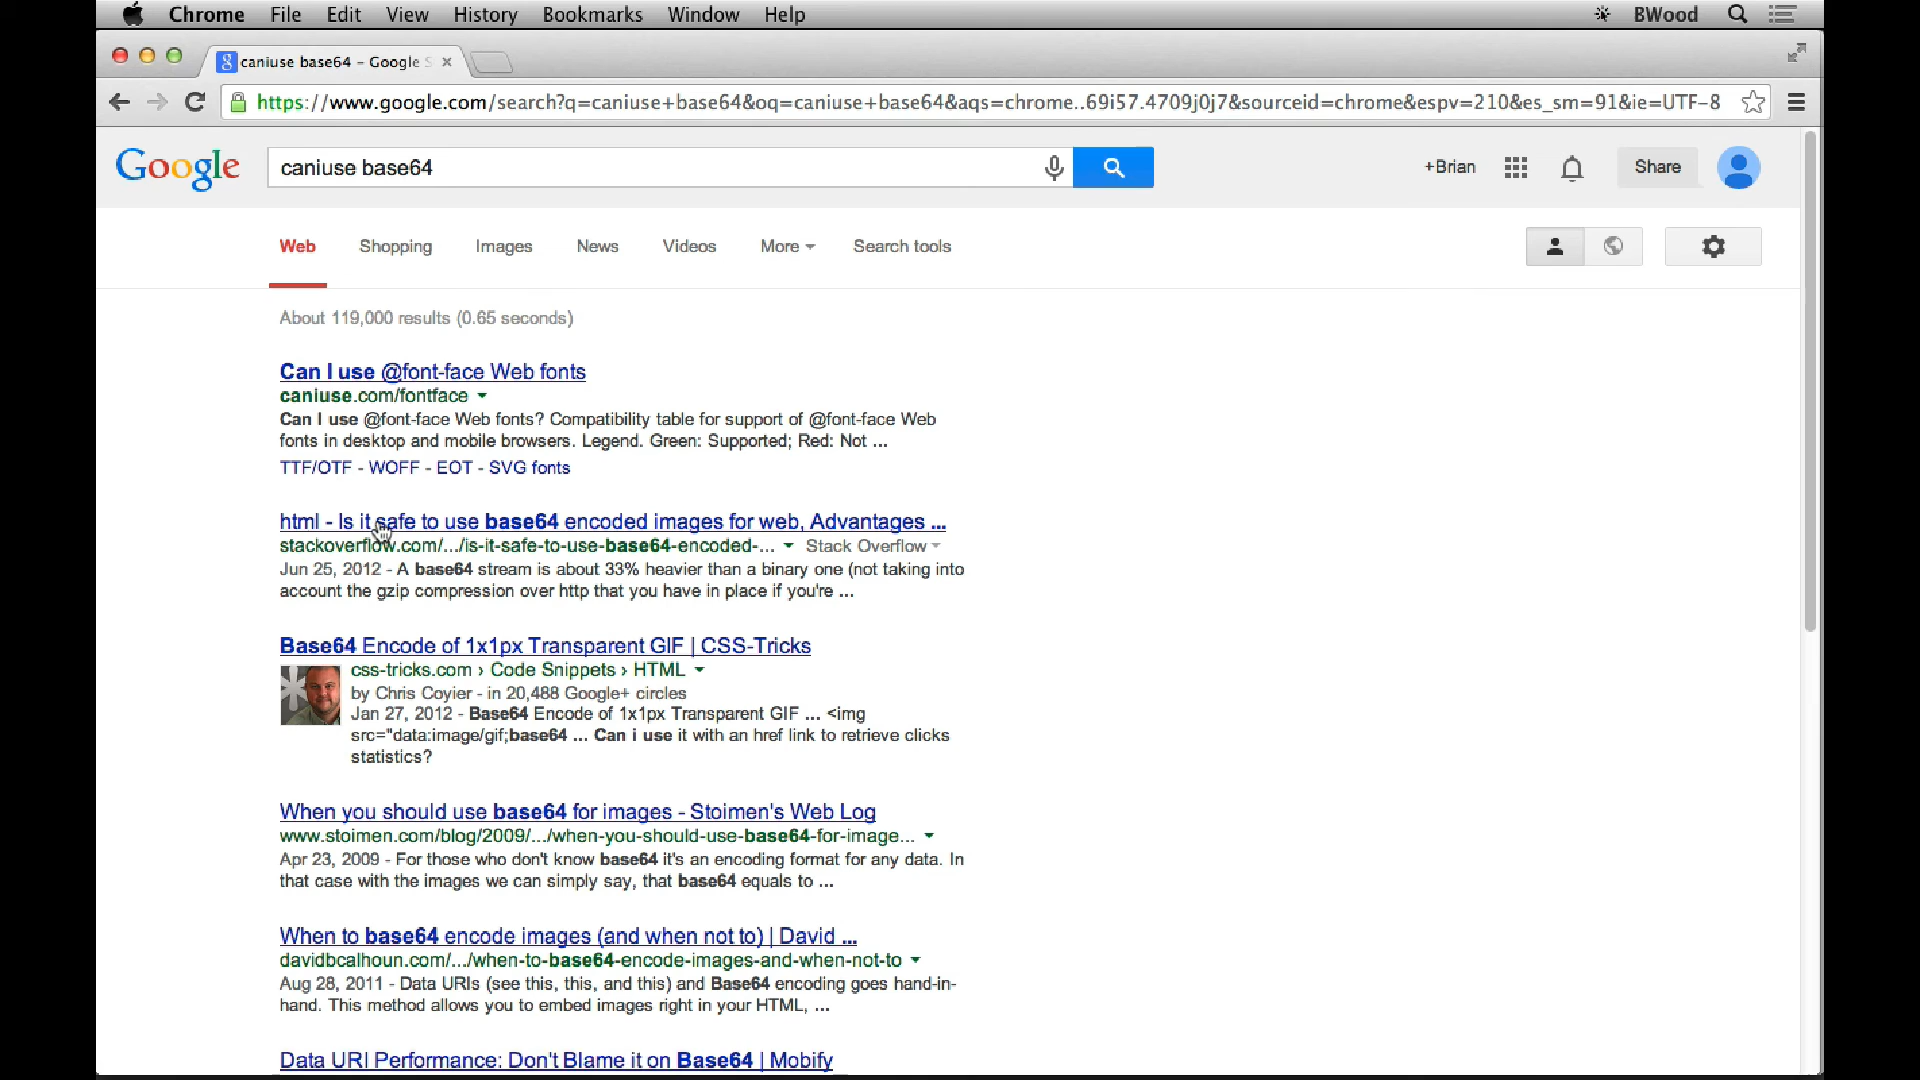 Chrome File Edit View History Bookmarks Window Help BWood
caniuse base64 - Google S
https://www.google.com/search?q=caniuse+base64&oq=caniuse+base64&aqs=chrome..69i57.4709j0j7&sourceid=chrome&espv=210&es_sm=91&ie=UTF-8
Google caniuse base64 +Brian Share
Web Shopping Images News Videos More Search tools
About 119,000 results (0.65 seconds)
Can I use @font-face Web fonts
caniuse.com/fontface
Can I use @font-face Web fonts? Compatibility table for support of @font-face Web
fonts in desktop and mobile browsers. Legend. Green: Supported; Red: Not ...
TTF/OTF - WOFF - EOT - SVG fonts
html - Is it safe to use base64 encoded images for web, Advantages ...
stackoverflow.com/.../is-it-safe-to-use-base64-encoded-... Stack Overflow
Jun 25, 2012 - A base64 stream is about 33% heavier than a binary one (not taking into
account the gzip compression over http that you have in place if you're ...
Base64 Encode of 1x1px Transparent GIF | CSS-Tricks
css-tricks.com › Code Snippets › HTML
by Chris Coyier - in 20,488 Google+ circles
Jan 27, 2012 - Base64 Encode of 1x1px Transparent GIF ... <img
src="data:image/gif;base64 ... Can i use it with an href link to retrieve clicks
statistics?
When you should use base64 for images - Stoimen's Web Log
www.stoimen.com/blog/2009/.../when-you-should-use-base64-for-image...
Apr 23, 2009 - For those who don't know base64 it's an encoding format for any data. In
that case with the images we can simply say, that base64 equals to ...
When to base64 encode images (and when not to) | David ...
davidbcalhoun.com/.../when-to-base64-encode-images-and-when-not-to
Aug 28, 2011 - Data URIs (see this, this, and this) and Base64 encoding goes hand-in-
hand. This method allows you to embed images right in your HTML, ...
Data URI Performance: Don't Blame it on Base64 | Mobify